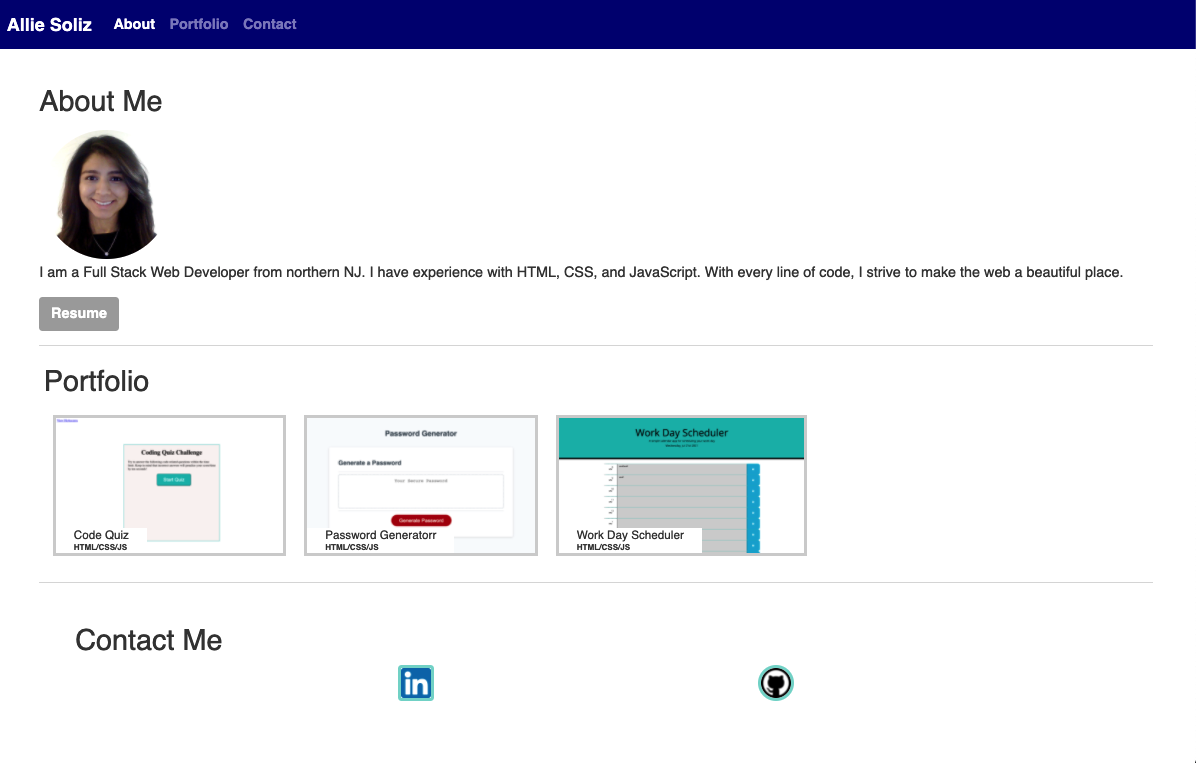 Allie Soliz About Portfolio Contact
About Me
I am a Full Stack Web Developer from northern NJ. I have experience with HTML, CSS, and JavaScript. With every line of code, I strive to make the web a beautiful place.
Resume
Portfolio
Coding Quiz Challenge
Start Quiz
Code Quiz
HTML/CSS/JS
Password Generator
Generate a Password
Your Secure Password
Generate Password
Password Generatorr
HTML/CSS/JS
Work Day Scheduler
Work Day Scheduler
HTML/CSS/JS
Contact Me
in